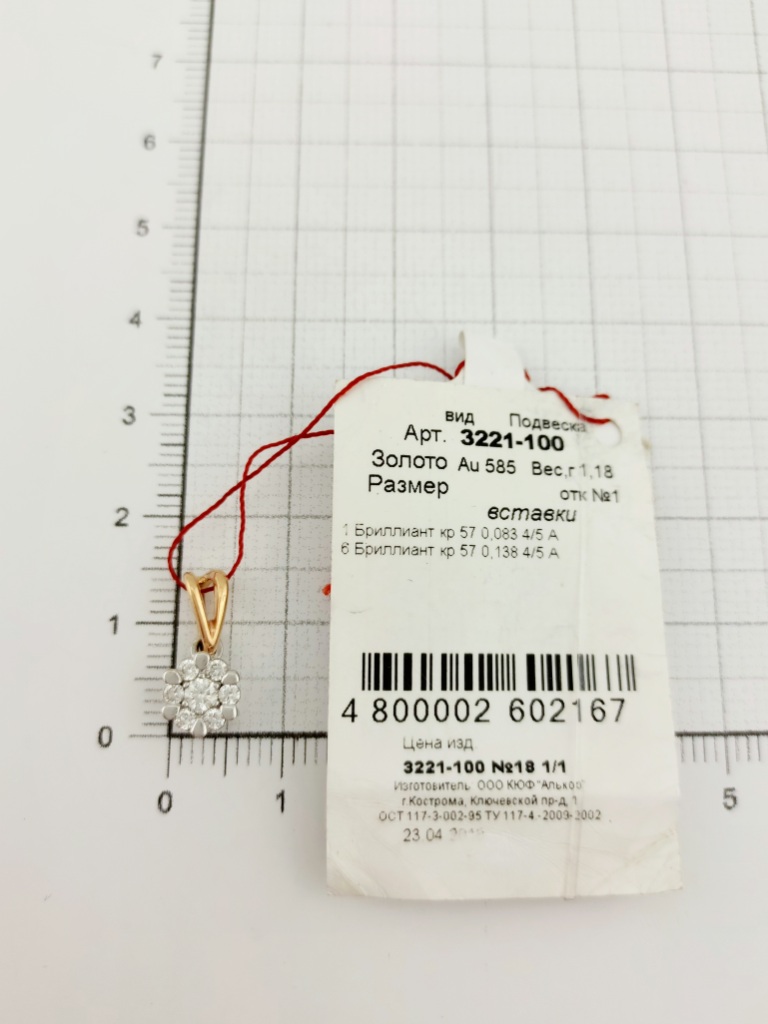 7
6
5
4
3
2
1
0
0 1 5
вид Подвеска
Арт. 3221-100
Золото Au 585 Вес,г 1,18
Размер отк №1
вставки
1 Бриллиант кр 57 0,083 4/5 А
6 Бриллиант кр 57 0,138 4/5 А
4 800002 602167
Цена изд
3221-100 №18 1/1
Изготовитель ООО КЮФ "Алькор"
г.Кострома, Ключевской пр-д, 1
ОСТ 117-3-002-95 ТУ 117-4-2009-2002
23 04